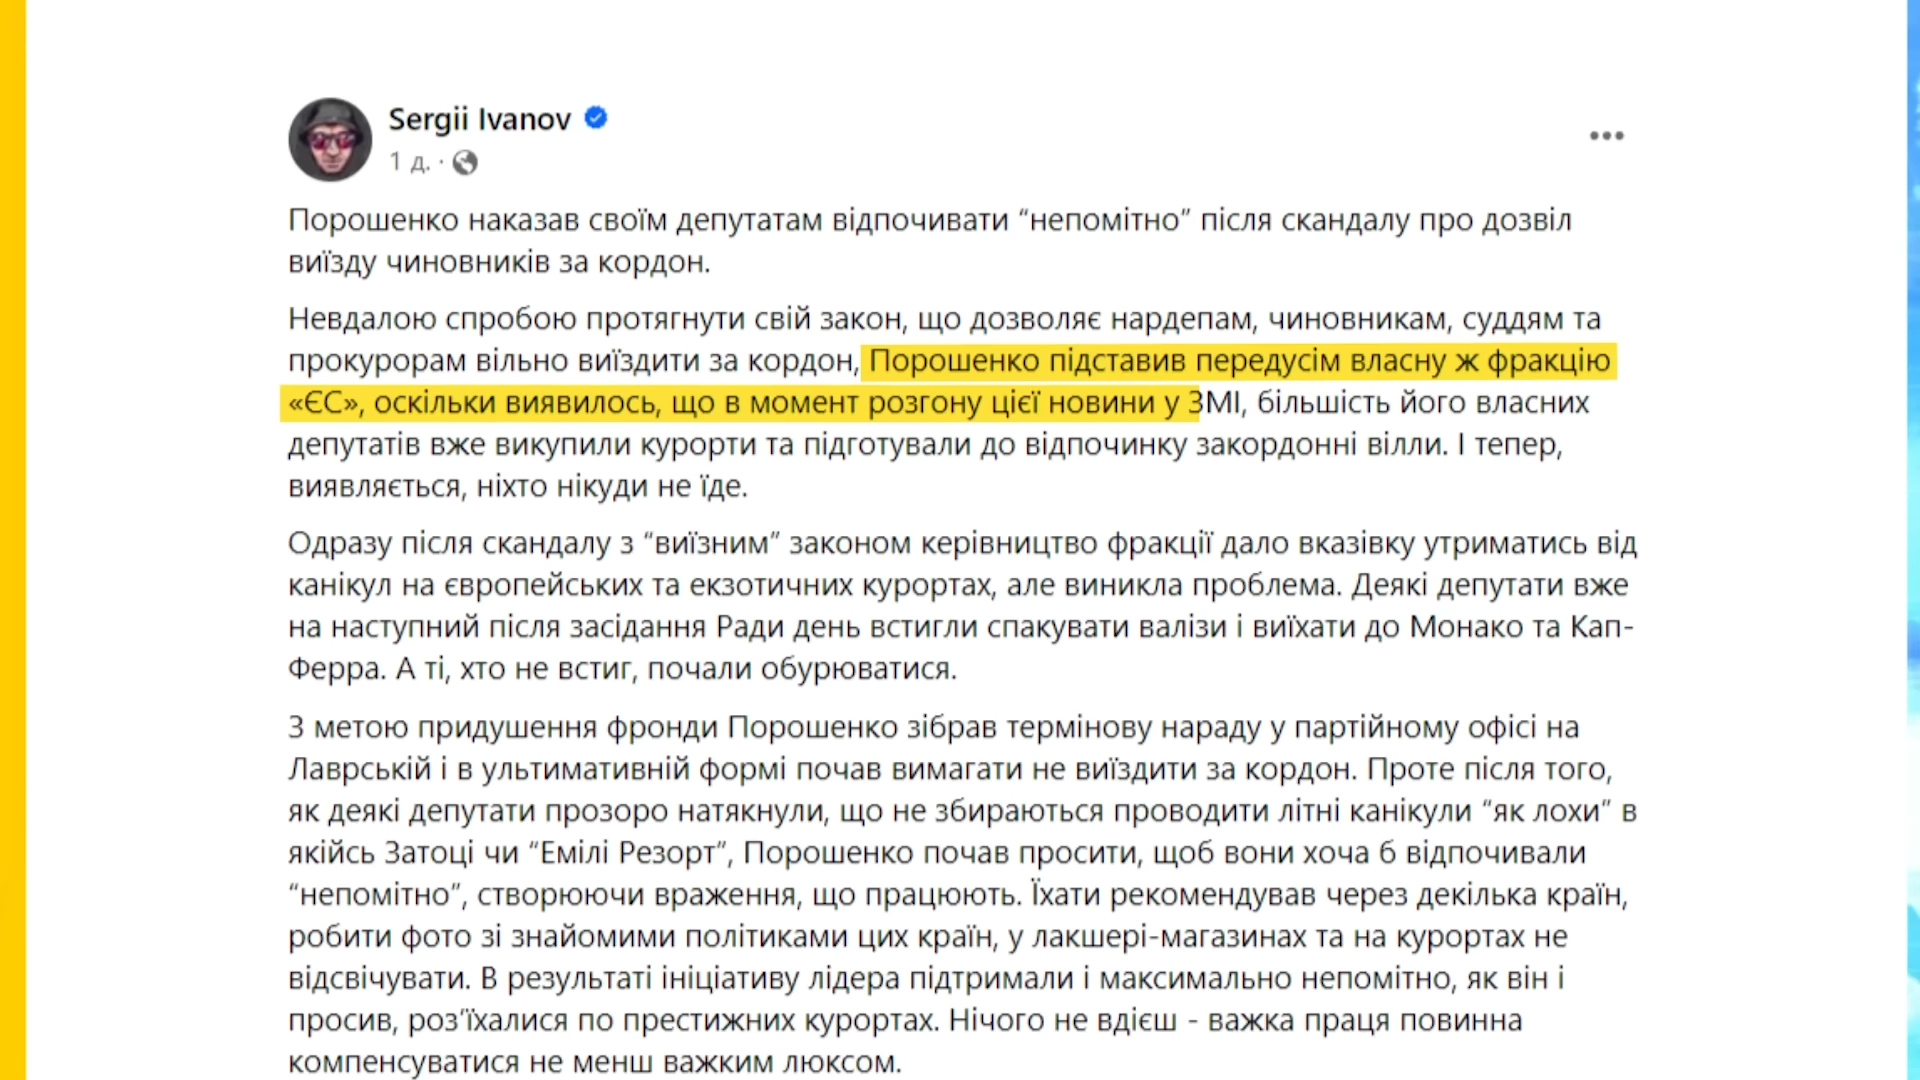 Sergii Ivanov
1 д. ·
Порошенко наказав своїм депутатам відпочивати “непомітно” після скандалу про дозвіл
виїзду чиновників за кордон.
Невдалою спробою протягнути свій закон, що дозволяє нардепам, чиновникам, суддям та
прокурорам вільно виїздити за кордон, Порошенко підставив передусім власну ж фракцію
«ЄС», оскільки виявилось, що в момент розгону цієї новини у ЗМІ, більшість його власних
депутатів вже викупили курорти та підготували до відпочинку закордонні вілли. І тепер,
виявляється, ніхто нікуди не їде.
Одразу після скандалу з “виїзним” законом керівництво фракції дало вказівку утриматись від
канікул на європейських та екзотичних курортах, але виникла проблема. Деякі депутати вже
на наступний після засідання Ради день встигли спакувати валізи і виїхати до Монако та Кап-
Ферра. А ті, хто не встиг, почали обурюватися.
З метою придушення фронди Порошенко зібрав термінову нараду у партійному офісі на
Лаврській і в ультимативній формі почав вимагати не виїздити за кордон. Проте після того,
як деякі депутати прозоро натякнули, що не збираються проводити літні канікули “як лохи” в
якійсь Затоці чи “Емілі Резорт”, Порошенко почав просити, щоб вони хоча б відпочивали
“непомітно”, створюючи враження, що працюють. Їхати рекомендував через декілька країн,
робити фото зі знайомими політиками цих країн, у лакшері-магазинах та на курортах не
відсвічувати. В результаті ініціативу лідера підтримали і максимально непомітно, як він і
просив, роз’їхалися по престижних курортах. Нічого не вдієш - важка праця повинна
компенсуватися не менш важким люксом.